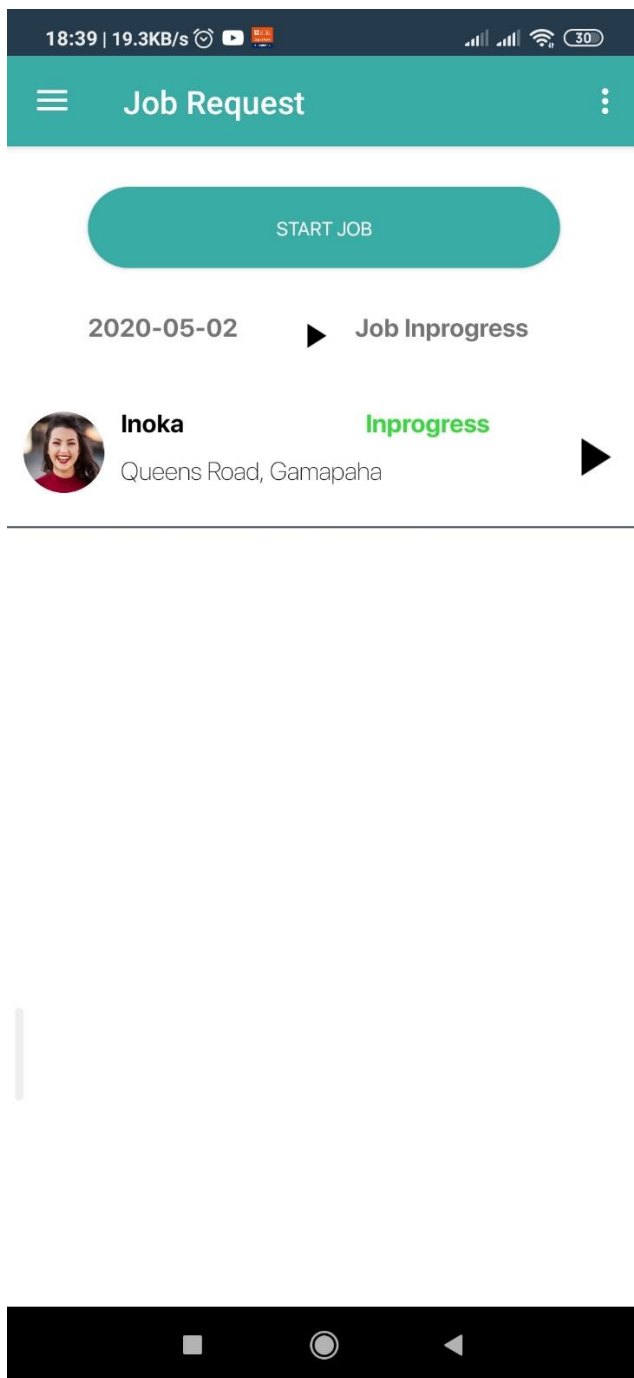 18:39 | 19.3KB/s 30
Job Request
START JOB
2020-05-02 Job Inprogress
Inoka Inprogress
Queens Road, Gamapaha